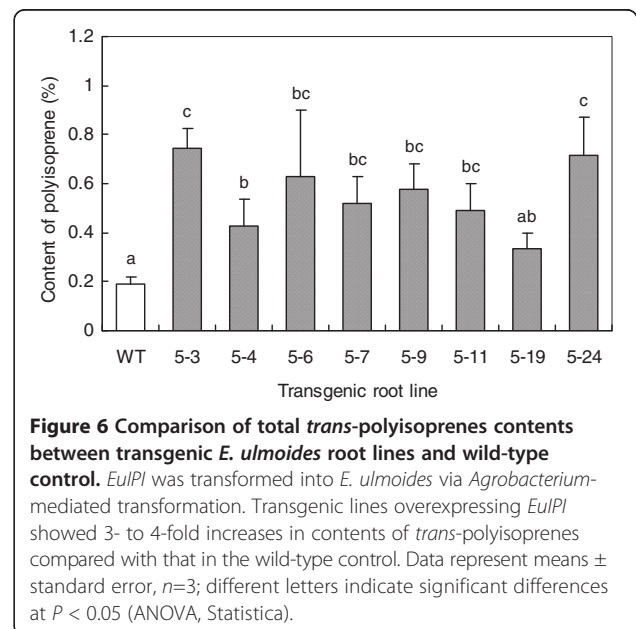 1.2
1
0.8
0.6
0.4
0.2
0
Content of polyisoprene (%)
a
c
b
bc
bc
bc
bc
ab
c
WT 5-3 5-4 5-6 5-7 5-9 5-11 5-19 5-24
Transgenic root line
Figure 6 Comparison of total trans-polyisoprenes contents
between transgenic E. ulmoides root lines and wild-type
control. EuIPI was transformed into E. ulmoides via Agrobacterium-
mediated transformation. Transgenic lines overexpressing EuIPI
showed 3- to 4-fold increases in contents of trans-polyisoprenes
compared with that in the wild-type control. Data represent means ±
standard error, n=3; different letters indicate significant differences
at P < 0.05 (ANOVA, Statistica).